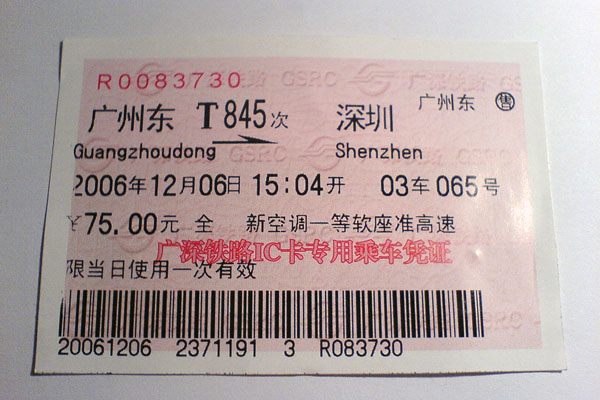 R0083730
广州东 T845次 深圳 广州东 售
Guangzhoudong Shenzhen
2006年12月06日 15:04开 03车 065号
¥75.00元 全 新空调一等软座准高速
广深铁路IC卡专用乘车凭证
限当日使用一次有效
20061206 2371191 3 R083730